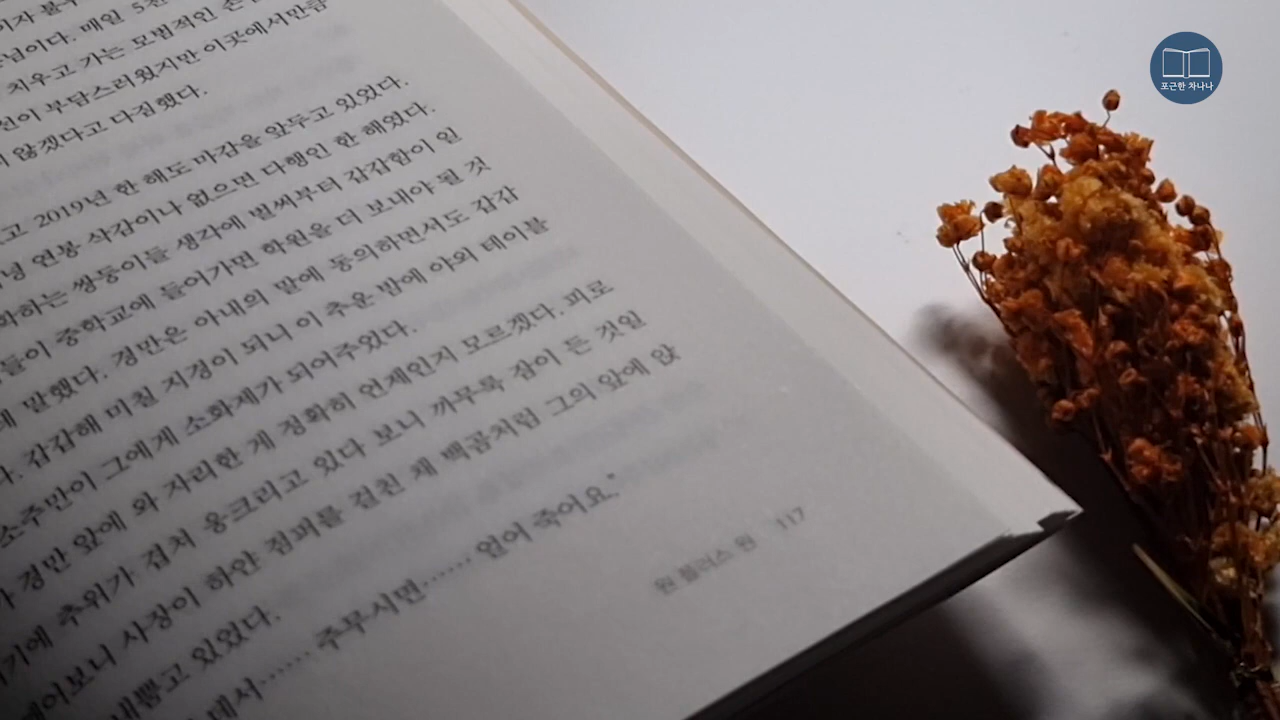 매일 5천
님이다. 매일 5천
치우고 가는 모범적인 손님
원이 부담스러웠지만 이곳에서만큼
않겠다고 다짐했다.
2019년 한 해도 마감을 앞두고 있었다.
연봉 삭감이나 없으면 다행인 한 해였다.
하는 쌍둥이들 생각에 벌써부터 갑갑함이 인
들이 중학교에 들어가면 학원을 더 보내야 될 것
말했다. 경만은 아내의 말에 동의하면서도 갑갑
갑갑해 미칠 지경이 되니 이 추운 밤에 야외 테이블
소주만이 그에게 소화제가 되어주었다.
경만 앞에 와 자리한 게 정확히 언제인지 모르겠다. 피로
기에 추위가 겹쳐 웅크리고 있다 보니 까무룩 잠이 든 것일
사장이 하얀 점퍼를 걸친 채 백곰처럼 그의 앞에 앉
내뿜고 있었다.
데서…… 주무시면…… 얼어 죽어요."
원 플러스 원 117
포근한 차나나